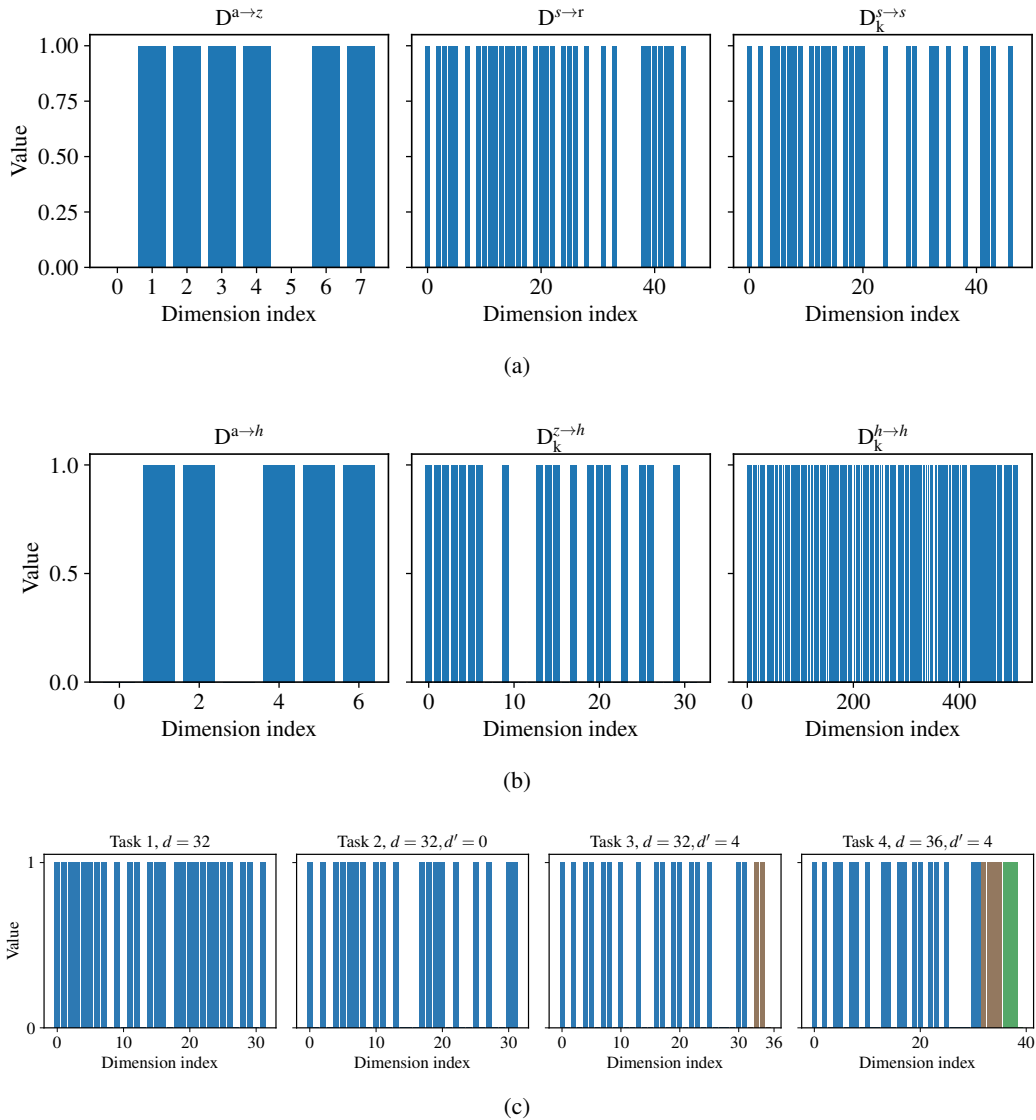 D^{a→z} D^{s→r} D_k^{s→s}
1.00
0.75
0.50
0.25
0.00
Value
0 1 2 3 4 5 6 7 0 20 40 0 20 40
Dimension index Dimension index Dimension index
(a)
D^{a→h} D_k^{z→h} D_k^{h→h}
1.0
0.5
0.0
Value
0 2 4 6 0 10 20 30 0 200 400
Dimension index Dimension index Dimension index
(b)
Task 1, d = 32 Task 2, d = 32, d′ = 0 Task 3, d = 32, d′ = 4 Task 4, d = 36, d′ = 4
1
0
Value
0 10 20 30 0 10 20 30 0 10 20 30 36 0 10 20 30 40
Dimension index Dimension index Dimension index Dimension index
(c)